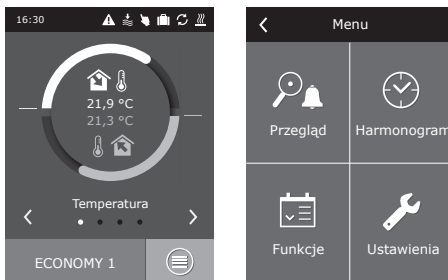 16:30
21,9 °C
21,3 °C
Temperatura
ECONOMY 1
Menu
Przegląd
Harmonogram
Funkcje
Ustawienia